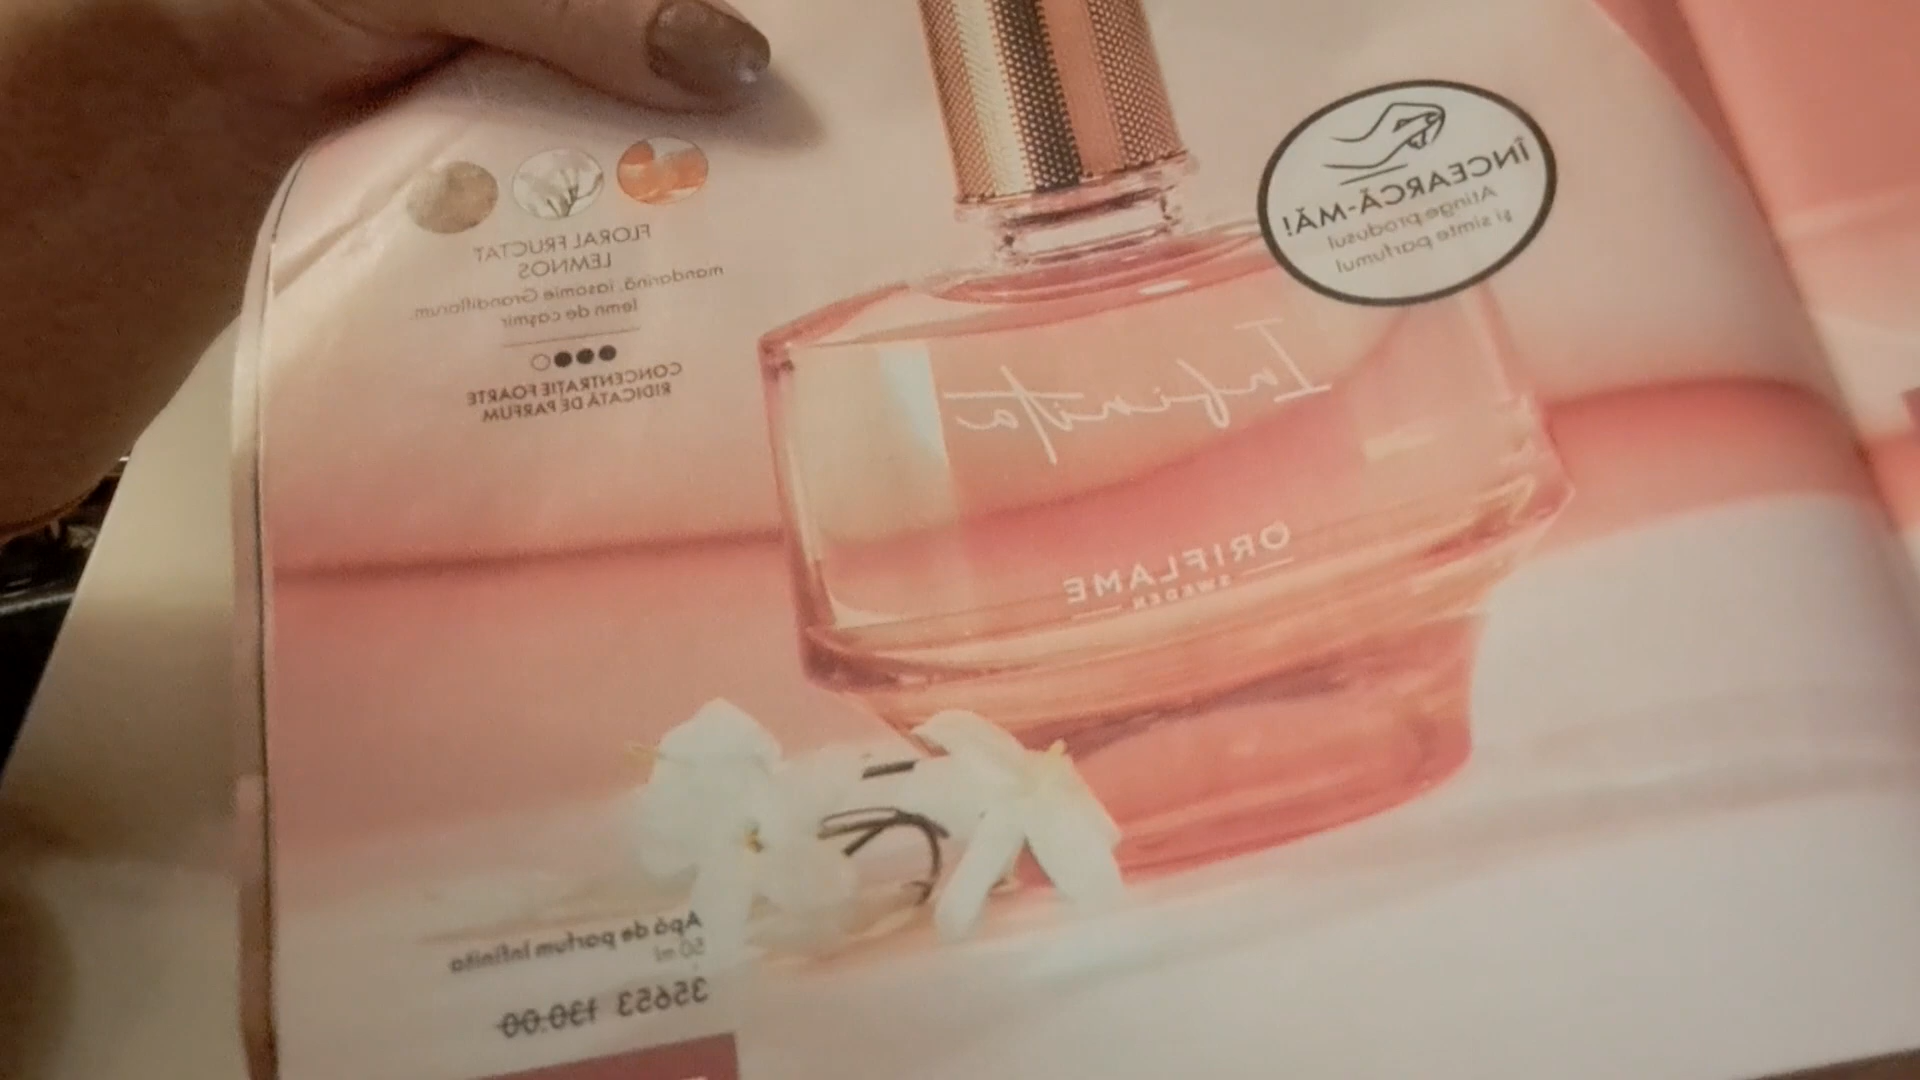 FLORAL FRUCTAT
LEMNOS
mandarină, iasomie Grandiflorum,
lemn de cașmir
CONCENTRAȚIE FOARTE
RIDICATĂ DE PARFUM
ÎNCEARCĂ-MĂ!
Atinge produsul
și simte parfumul
Infinita
ORIFLAME
SWEDEN
Apă de parfum Infinita
50 ml
35653 130.00